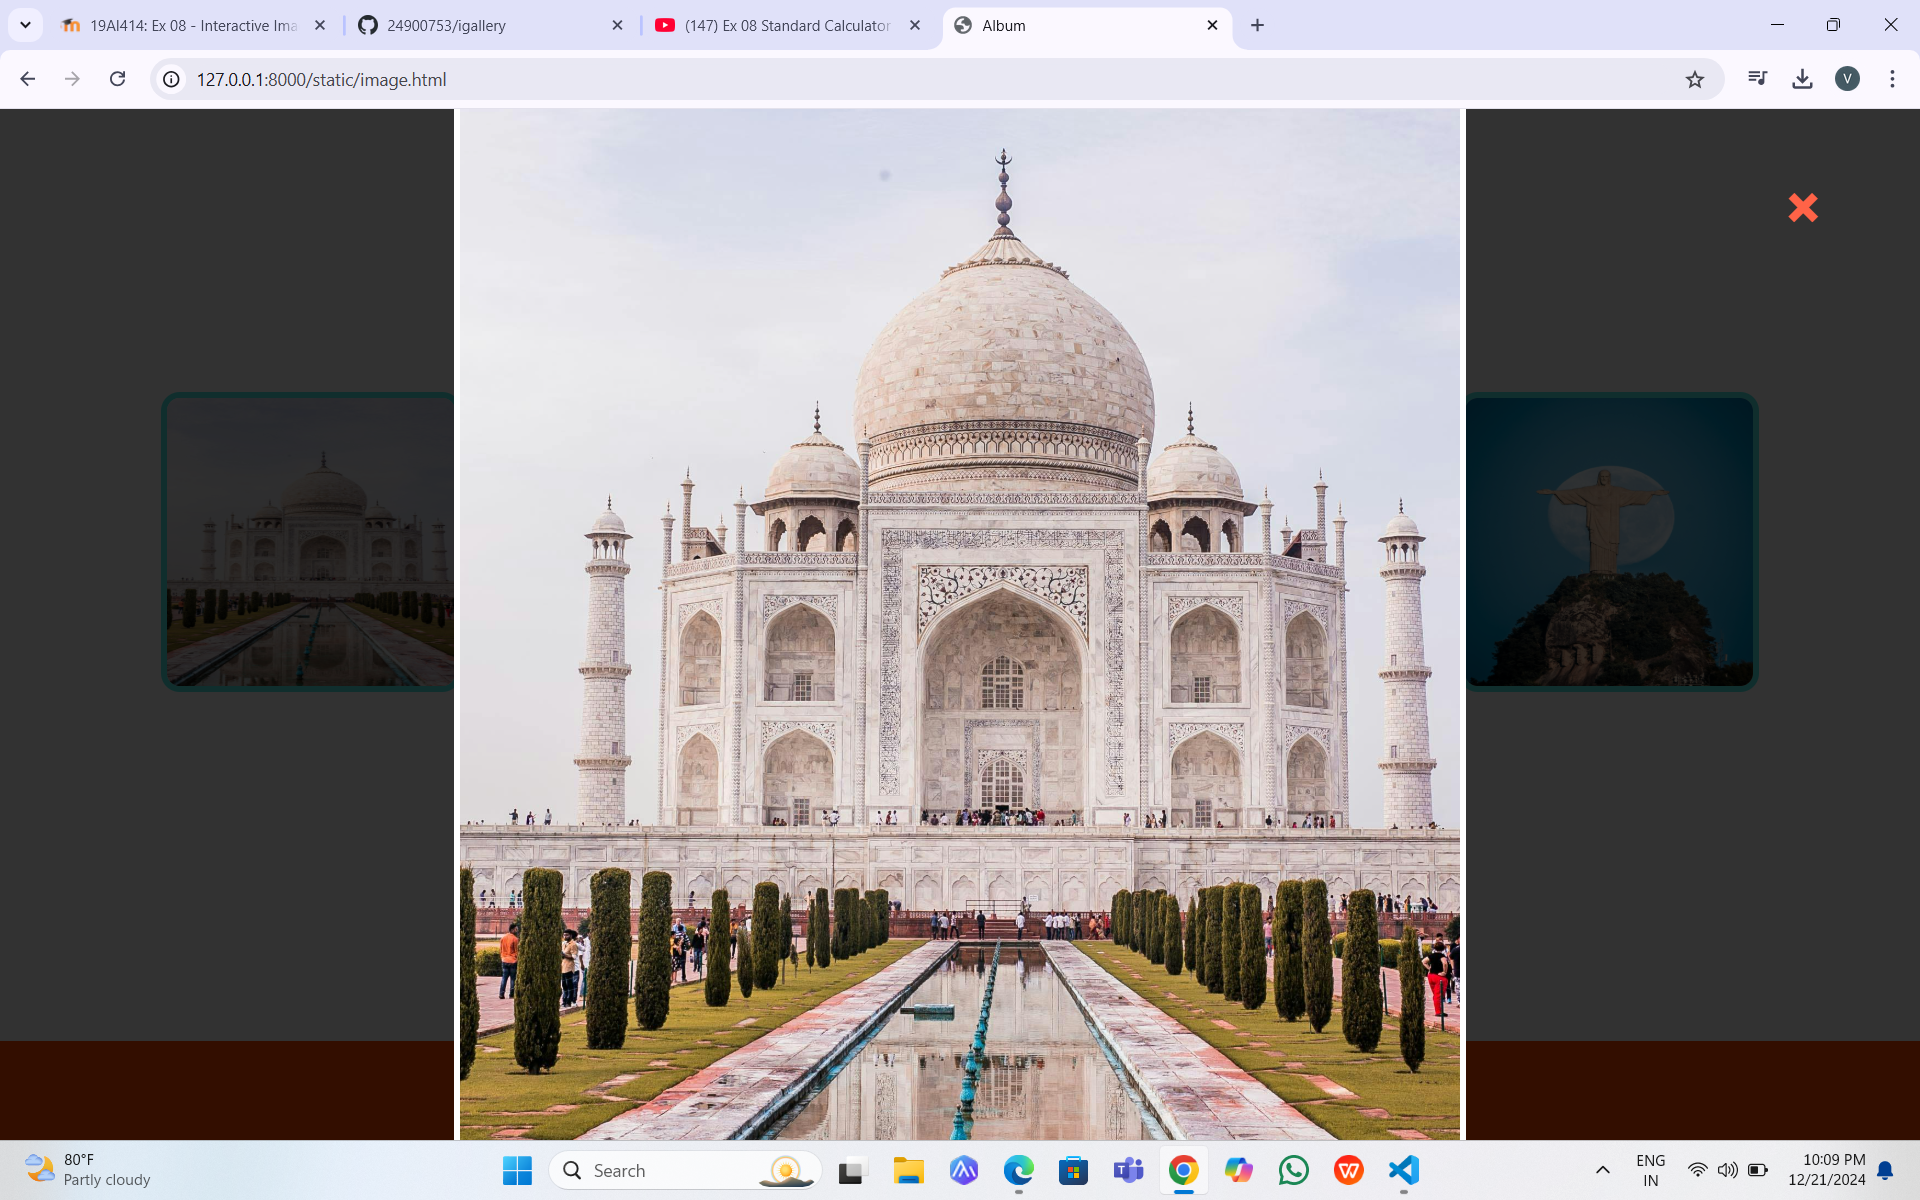 19AI414: Ex 08 - Interactive Ima
24900753/igallery
(147) Ex 08 Standard Calculator
Album
127.0.0.1:8000/static/image.html
V
80°F
Partly cloudy
Search
ENG
IN
10:09 PM
12/21/2024